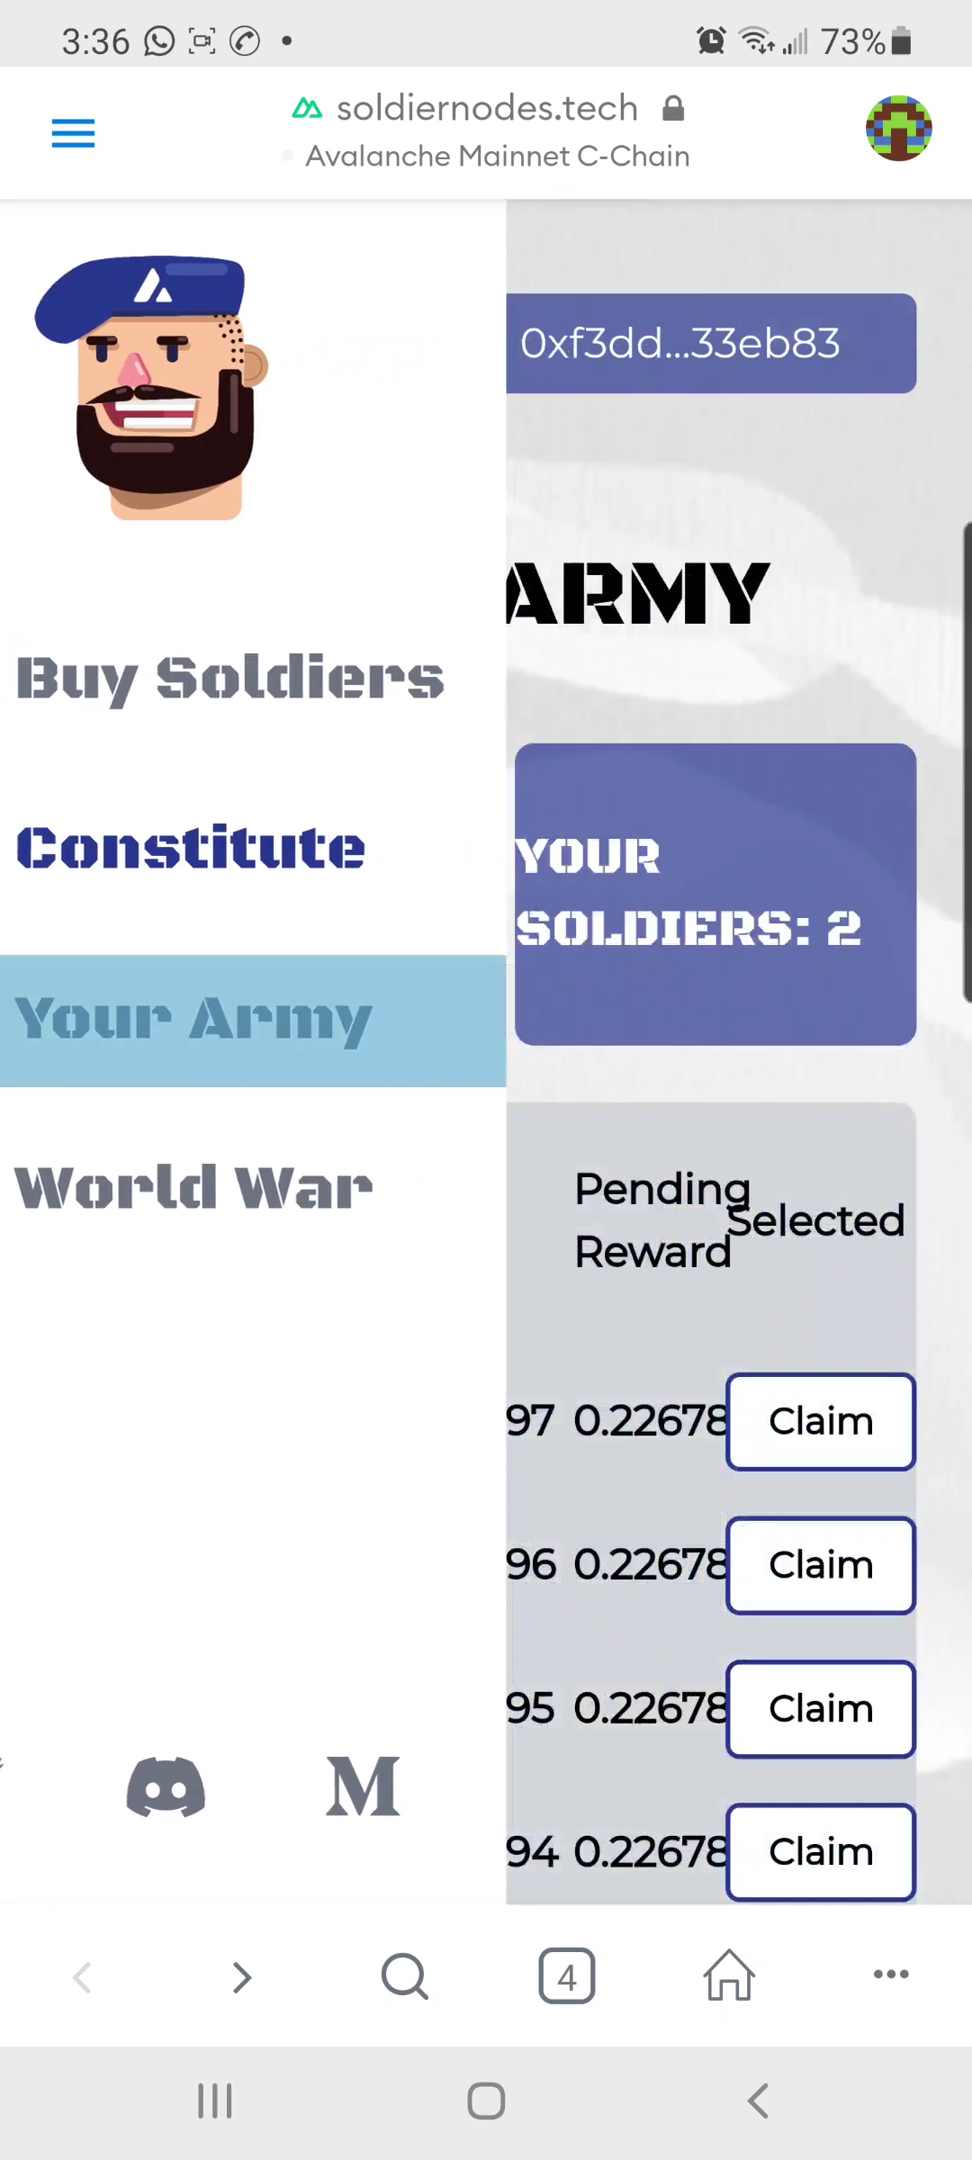 3:36
73%
soldiernodes.tech
Avalanche Mainnet C-Chain
0xf3dd...33eb83
ARMY
Buy Soldiers
Constitute
Your Army
World War
YOUR
SOLDIERS: 2
Pending
Reward
Selected
97 0.22678 Claim
96 0.22678 Claim
95 0.22678 Claim
94 0.22678 Claim
M
4